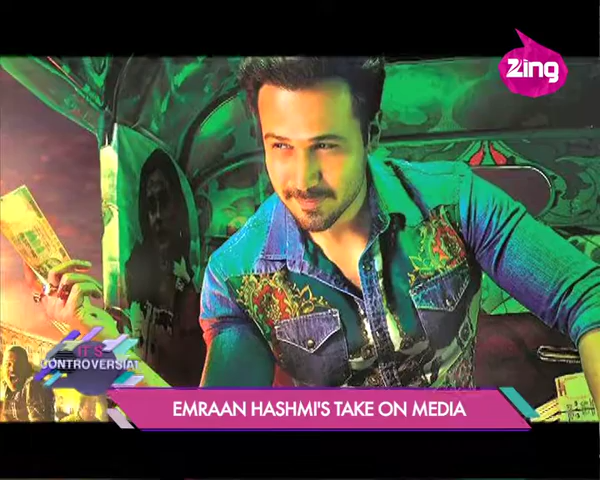 Zing
IT'S
CONTROVERSIAL
EMRAAN HASHMI'S TAKE ON MEDIA